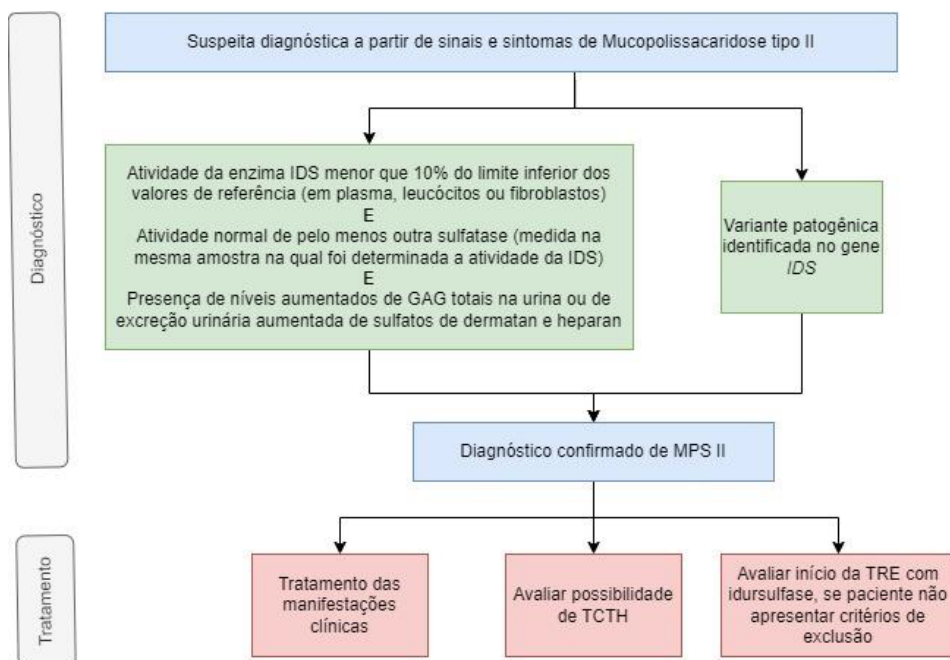 Diagnóstico
Suspeita diagnóstica a partir de sinais e sintomas de Mucopolissacaridose tipo II
Atividade da enzima IDS menor que 10% do limite inferior dos
valores de referência (em plasma, leucócitos ou fibroblastos)
E
Atividade normal de pelo menos outra sulfatase (medida na
mesma amostra na qual foi determinada a atividade da IDS)
E
Presença de níveis aumentados de GAG totais na urina ou de
excreção urinária aumentada de sulfatos de dermatan e heparan
Variante patogênica
identificada no gene
IDS
Diagnóstico confirmado de MPS II
Tratamento
Tratamento das
manifestações
clínicas
Avaliar possibilidade
de TCTH
Avaliar início da TRE com
idursulfase, se paciente não
apresentar critérios de
exclusão